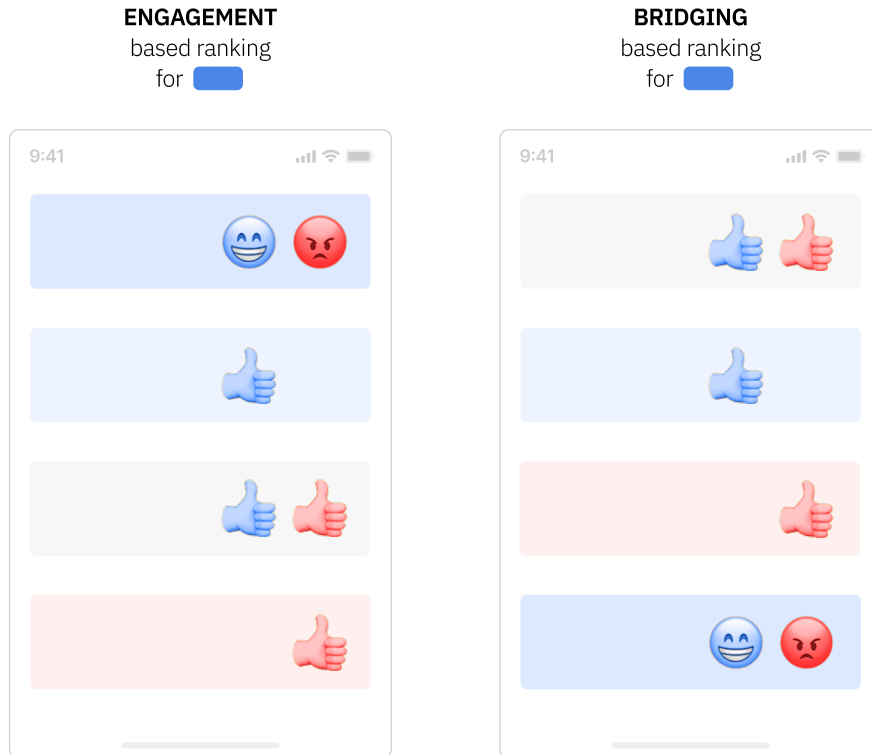 ENGAGEMENT
based ranking
for
BRIDGING
based ranking
for
9:41
9:41